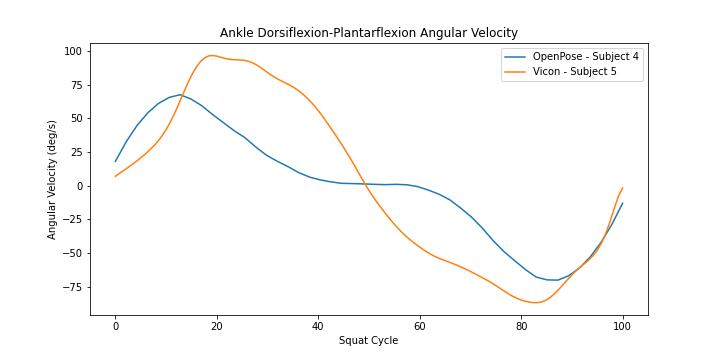 Ankle Dorsiflexion-Plantarflexion Angular Velocity
OpenPose - Subject 4
Vicon - Subject 5
Angular Velocity (deg/s)
100
75
50
25
0
−25
−50
−75
0 20 40 60 80 100
Squat Cycle